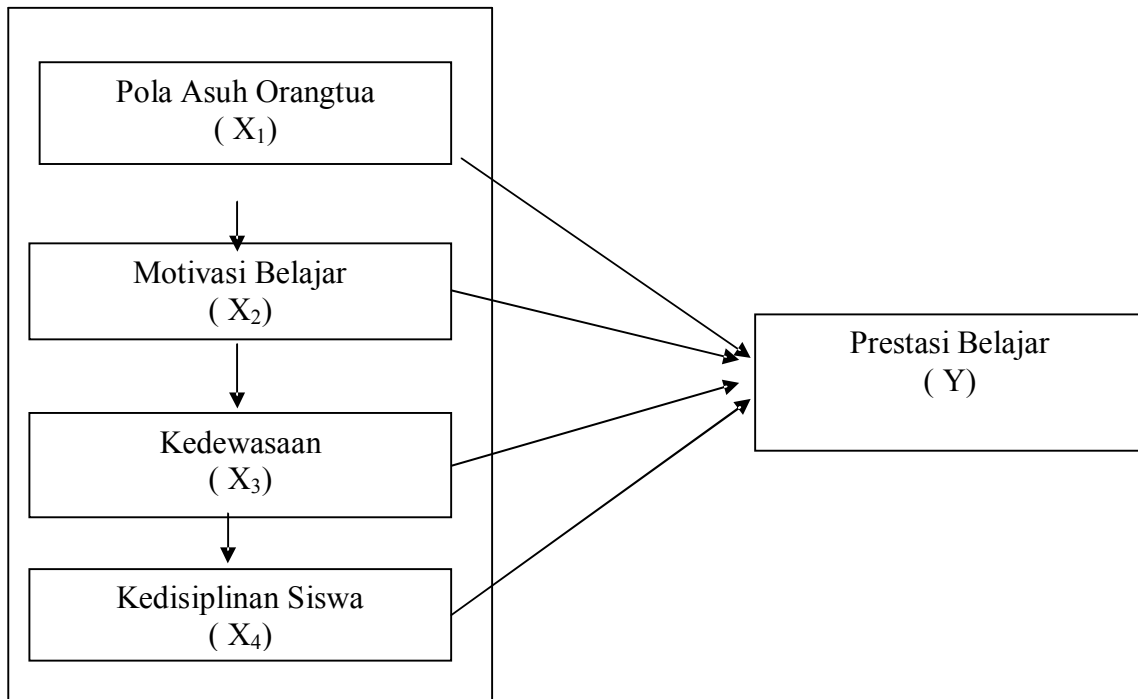 Pola Asuh Orangtua
( X₁)
Motivasi Belajar
( X₂)
Kedewasaan
( X₃)
Kedisiplinan Siswa
( X₄)
Prestasi Belajar
( Y)